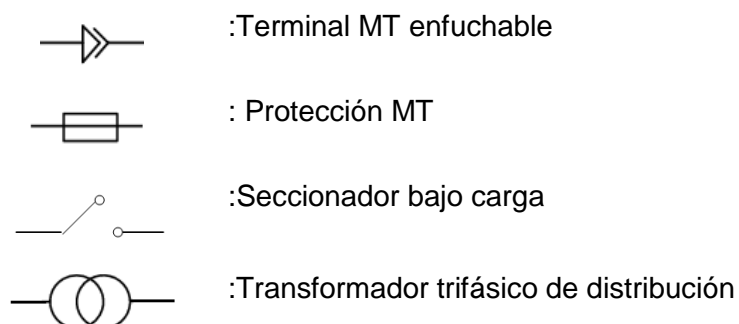 :Terminal MT enfuchable
: Protección MT
:Seccionador bajo carga
:Transformador trifásico de distribución